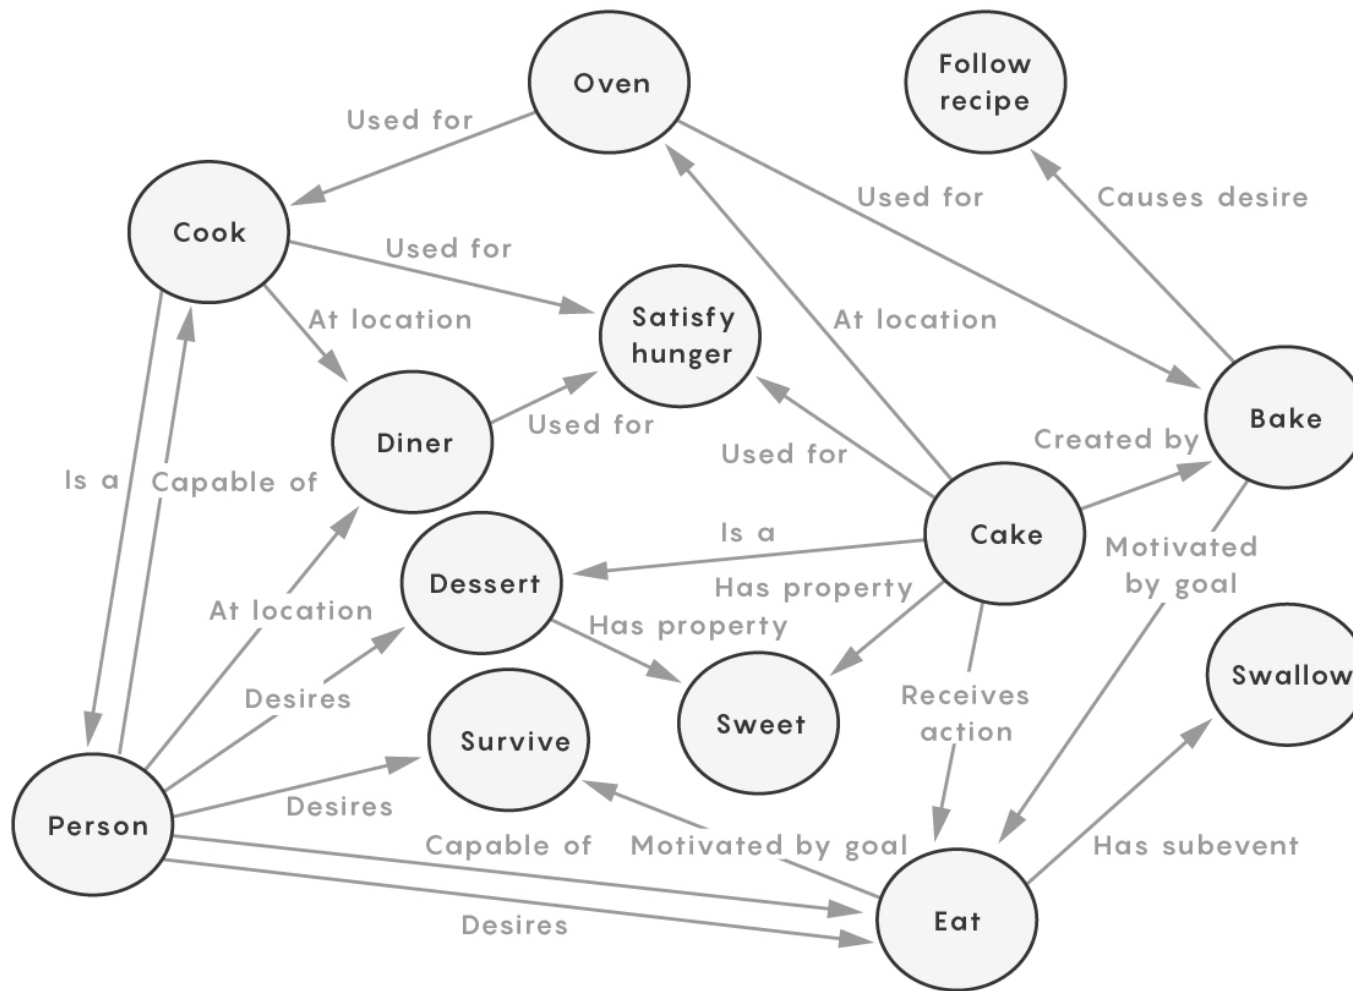 Oven
Follow
recipe
Used for
Used for
Causes desire
Cook
Used for
At location
Satisfy
hunger
At location
Diner
Used for
Used for
Created by
Bake
Is a
Capable of
Is a
Cake
Motivated
by goal
Dessert
Has property
At location
Has property
Desires
Receives
action
Swallow
Survive
Sweet
Desires
Person
Capable of
Motivated by goal
Has subevent
Desires
Eat